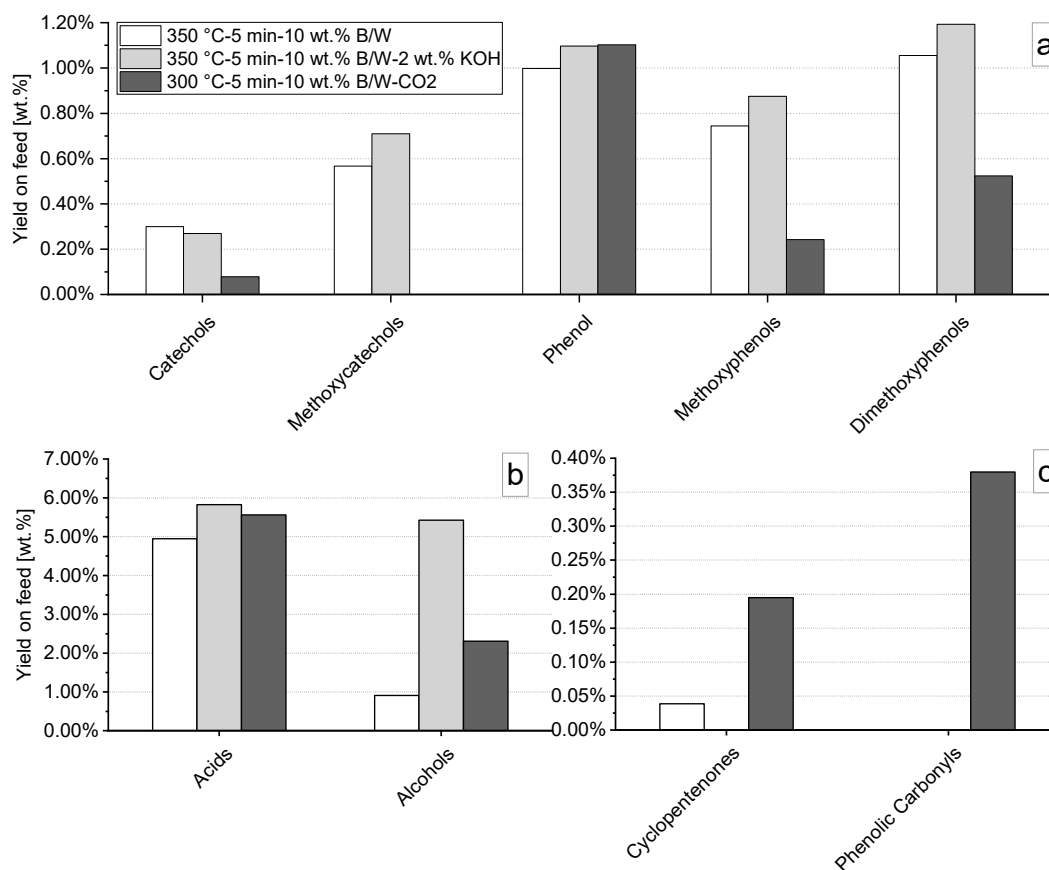 1.20%
1.00%
0.80%
0.60%
0.40%
0.20%
0.00%
Yield on feed [wt.%]
350 °C-5 min-10 wt.% B/W
350 °C-5 min-10 wt.% B/W-2 wt.% KOH
300 °C-5 min-10 wt.% B/W-CO2
a
Catechols
Methoxycatechols
Phenol
Methoxyphenols
Dimethoxyphenols
7.00%
6.00%
5.00%
4.00%
3.00%
2.00%
1.00%
0.00%
Yield on feed [wt.%]
b
Acids
Alcohols
0.40%
0.35%
0.30%
0.25%
0.20%
0.15%
0.10%
0.05%
0.00%
c
Cyclopentenones
Phenolic Carbonyls